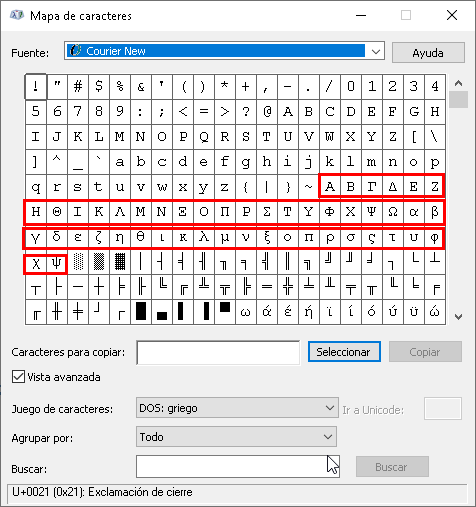 Mapa de caracteres
Fuente: Courier New Ayuda
! " # $ % & ' ( ) * + , - . / 0 1 2 3 4
5 6 7 8 9 : ; < = > ? @ A B C D E F G H
I J K L M N O P Q R S T U V W X Y Z [ \
] ^ _ ` a b c d e f g h i j k l m n o p
q r s t u v w x y z { | } ~ Α Β Γ Δ Ε Ζ
Η Θ Ι Κ Λ Μ Ν Ξ Ο Π Ρ Σ Τ Υ Φ Χ Ψ Ω α β
γ δ ε ζ η θ ι κ λ μ ν ξ ο π ρ σ ς τ υ φ
χ ψ ░ ▒ ▓ │ ┤ ╡ ╢ ╖ ╕ ╣ ║ ╗ ╝ ╜ ╛ ┐ └ ┴
┬ ├ ─ ┼ ╞ ╟ ╚ ╔ ╩ ╦ ╠ ═ ╬ ╧ ╨ ╤ ╥ ╙ ╘ ╒
╓ ╫ ╪ ┘ ┌ █ ▄ ▌ ▐ ▀ ω ά έ ή ϊ ί ό ύ ϋ ώ
Caracteres para copiar: Seleccionar Copiar
Vista avanzada
Juego de caracteres: DOS: griego Ir a Unicode:
Agrupar por: Todo
Buscar: Buscar
U+0021 (0x21): Exclamación de cierre